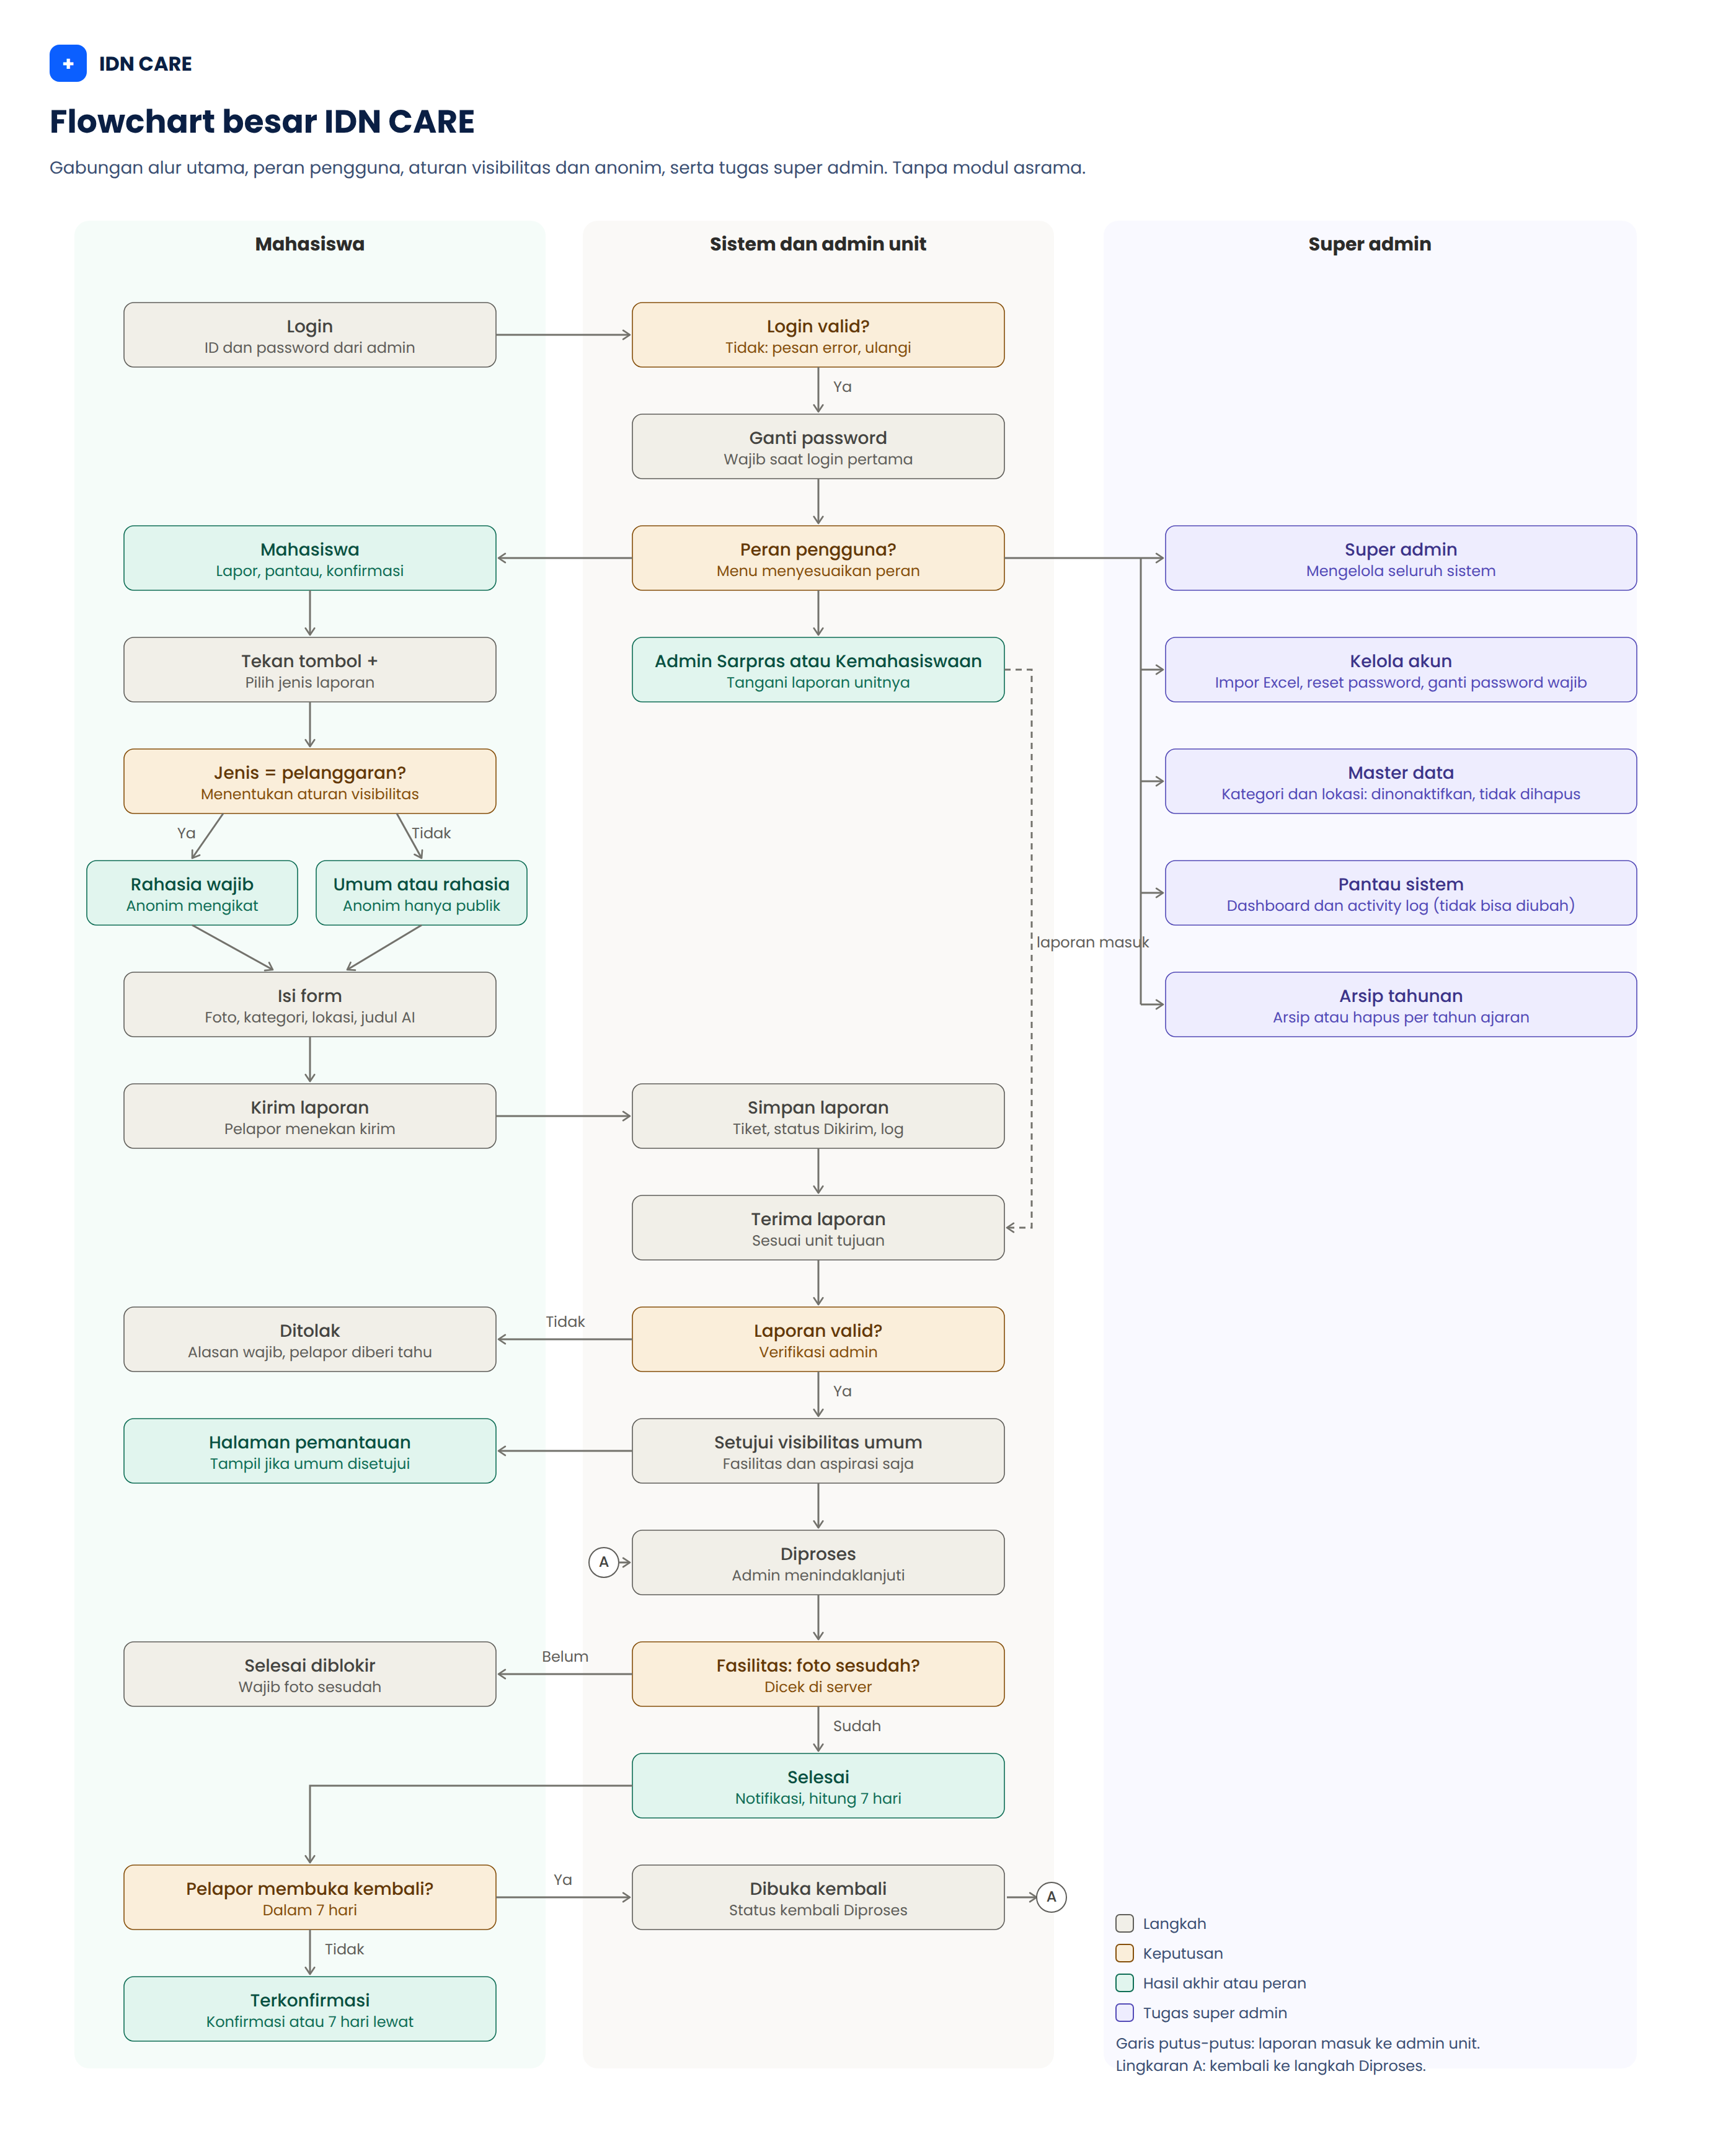 + IDN CARE
Flowchart besar IDN CARE
Gabungan alur utama, peran pengguna, aturan visibilitas dan anonim, serta tugas super admin. Tanpa modul asrama.
Mahasiswa
Sistem dan admin unit
Super admin
Login
ID dan password dari admin
Login valid?
Tidak: pesan error, ulangi
Ya
Ganti password
Wajib saat login pertama
Mahasiswa
Lapor, pantau, konfirmasi
Peran pengguna?
Menu menyesuaikan peran
Super admin
Mengelola seluruh sistem
Tekan tombol +
Pilih jenis laporan
Admin Sarpras atau Kemahasiswaan
Tangani laporan unitnya
Kelola akun
Impor Excel, reset password, ganti password wajib
Jenis = pelanggaran?
Menentukan aturan visibilitas
Master data
Kategori dan lokasi: dinonaktifkan, tidak dihapus
Ya
Tidak
Rahasia wajib
Anonim mengikat
Umum atau rahasia
Anonim hanya publik
Pantau sistem
Dashboard dan activity log (tidak bisa diubah)
laporan masuk
Isi form
Foto, kategori, lokasi, judul AI
Arsip tahunan
Arsip atau hapus per tahun ajaran
Kirim laporan
Pelapor menekan kirim
Simpan laporan
Tiket, status Dikirim, log
Terima laporan
Sesuai unit tujuan
Ditolak
Alasan wajib, pelapor diberi tahu
Tidak
Laporan valid?
Verifikasi admin
Ya
Halaman pemantauan
Tampil jika umum disetujui
Setujui visibilitas umum
Fasilitas dan aspirasi saja
A
Diproses
Admin menindaklanjuti
Selesai diblokir
Wajib foto sesudah
Belum
Fasilitas: foto sesudah?
Dicek di server
Sudah
Selesai
Notifikasi, hitung 7 hari
Pelapor membuka kembali?
Dalam 7 hari
Ya
Dibuka kembali
Status kembali Diproses
A
Tidak
Terkonfirmasi
Konfirmasi atau 7 hari lewat
Langkah
Keputusan
Hasil akhir atau peran
Tugas super admin
Garis putus-putus: laporan masuk ke admin unit.
Lingkaran A: kembali ke langkah Diproses.